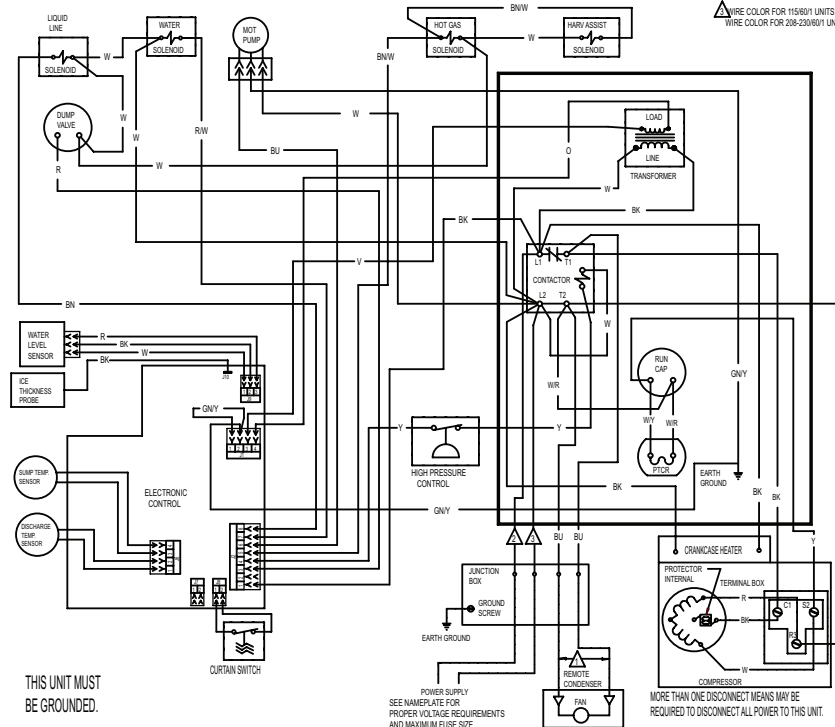 LIQUID
LINE
SOLENOID
WATER
SOLENOID
MOT
PUMP
BN/W
HOT GAS
SOLENOID
W
HARV ASSIST
SOLENOID
3 WIRE COLOR FOR 115/60/1 UNITS
WIRE COLOR FOR 208-230/60/1 UN
W
BN/W
DUMP
VALVE
W
W
R/W
W
R
W
BU
LOAD
LINE
TRANSFORMER
O
W
BK
BK
V
L1
T1
CONTACTOR
L2
T2
W
BN
WATER
LEVEL
SENSOR
R
BK
W
BK
ICE
THICKNESS
PROBE
J10
GN/Y
RUN
CAP
W/R
W/Y
W/R
PTCR
GN/Y
Y
HIGH PRESSURE
CONTROL
Y
EARTH
GROUND
SUMP TEMP.
SENSOR
ELECTRONIC
CONTROL
DISCHARGE
TEMP.
SENSOR
GN/Y
BK
BK
BK
Y
2
3
BU
BU
CRANKCASE HEATER
JUNCTION
BOX
GROUND
SCREW
EARTH GROUND
PROTECTOR
INTERNAL
TERMINAL BOX
R
BK
W
C1
S2
R3
COMPRESSOR
CURTAIN SWITCH
1
REMOTE
CONDENSER
FAN
THIS UNIT MUST
BE GROUNDED.
POWER SUPPLY
SEE NAMEPLATE FOR
PROPER VOLTAGE REQUIREMENTS
AND MAXIMUM FUSE SIZE
MORE THAN ONE DISCONNECT MEANS MAY BE
REQUIRED TO DISCONNECT ALL POWER TO THIS UNIT.